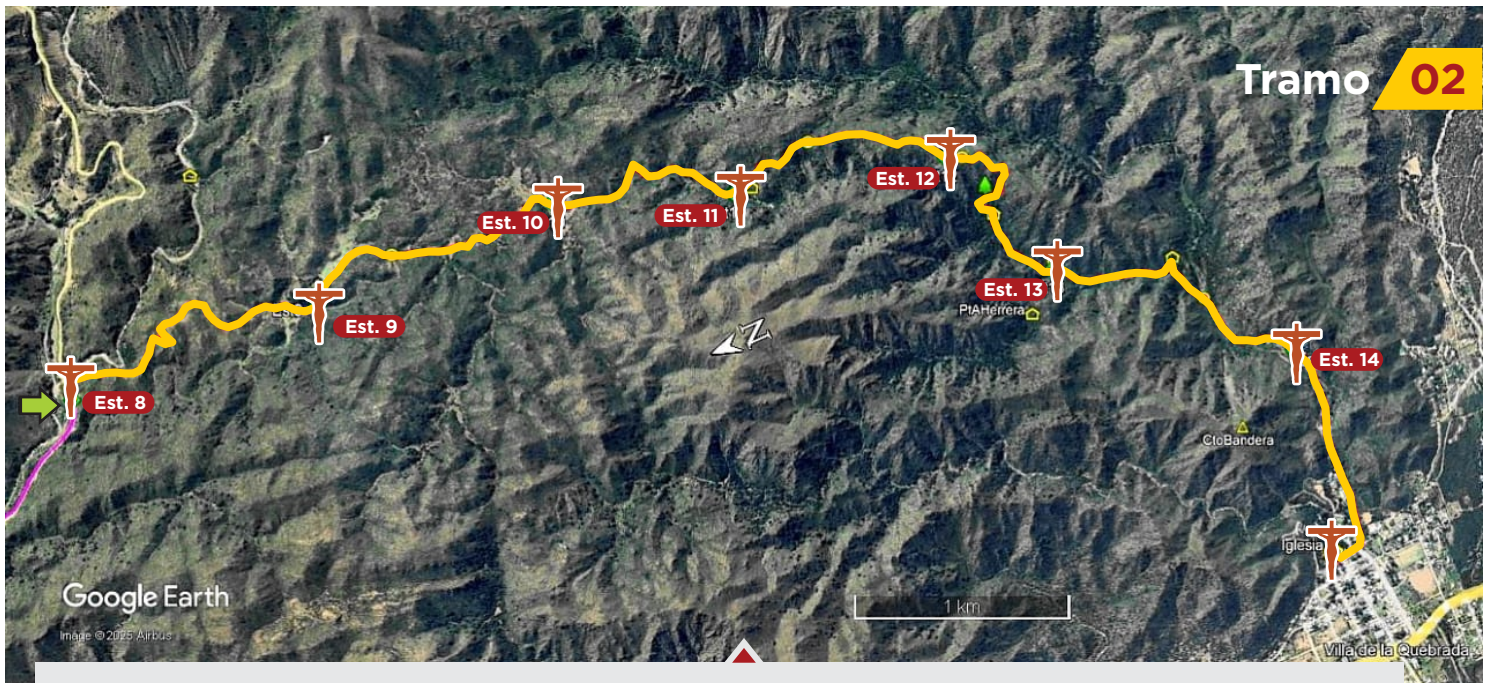 Tramo 02
Est. 12
Est. 11
Est. 10
Est. 13
PtAHerrera
Est. 9
Est. 14
Est. 8
CtoBandera
Iglesia
Google Earth
1 km
Image © 2025 Airbus
Villa de la Quebrada
N